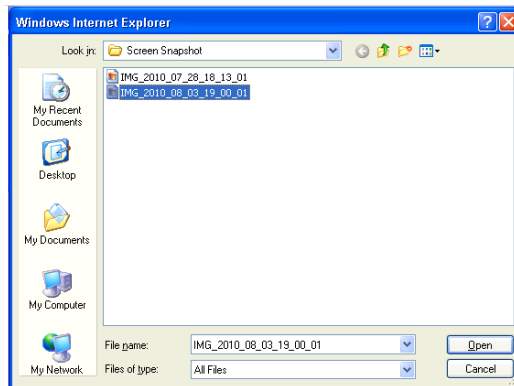 Windows Internet Explorer
Look in: Screen Snapshot
IMG_2010_07_28_18_13_01
IMG_2010_08_03_19_00_01
My Recent
Documents
Desktop
My Documents
My Computer
My Network
File name: IMG_2010_08_03_19_00_01 Open
Files of type: All Files Cancel